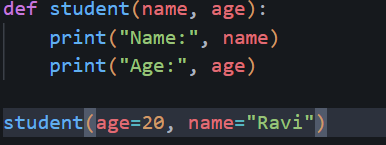 def student(name, age):
    print("Name:", name)
    print("Age:", age)
student(age=20, name="Ravi")